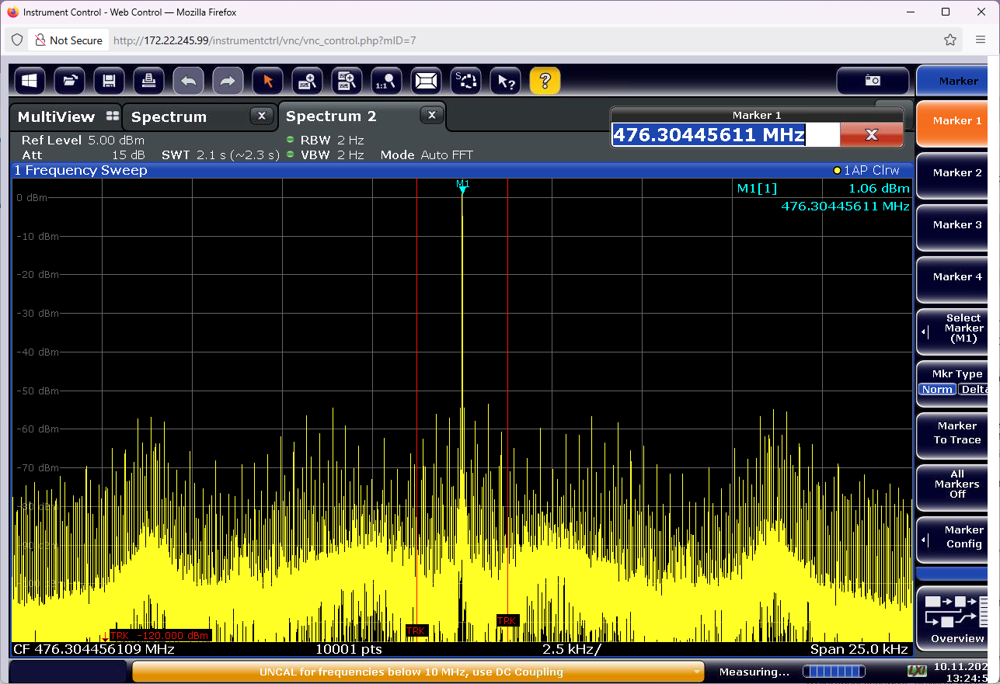 Instrument Control - Web Control — Mozilla Firefox
Not Secure http://172.22.245.99/instrumentctrl/vnc/vnc_control.php?mID=7
1:1
S
?
?
Marker
MultiView
Spectrum X
Spectrum 2 X
Marker 1
476.30445611 MHz X
Marker 1
Ref Level 5.00 dBm RBW 2 Hz
Att 15 dB SWT 2.1 s (~2.3 s) VBW 2 Hz Mode Auto FFT
1 Frequency Sweep 1AP Clrw
M1
M1[1] 1.06 dBm
476.30445611 MHz
0 dBm
-10 dBm
-20 dBm
-30 dBm
-40 dBm
-50 dBm
-60 dBm
-70 dBm
TRK
TRK
TRK -120.000 dBm
CF 476.304456109 MHz 10001 pts 2.5 kHz/ Span 25.0 kHz
Marker 2
Marker 3
Marker 4
Select
Marker
(M1)
Mkr Type
Norm Delta
Marker
To Trace
All
Markers
Off
Marker
Config
Overview
UNCAL for frequencies below 10 MHz, use DC Coupling
Measuring...
LXI
10.11.202
13:24:5